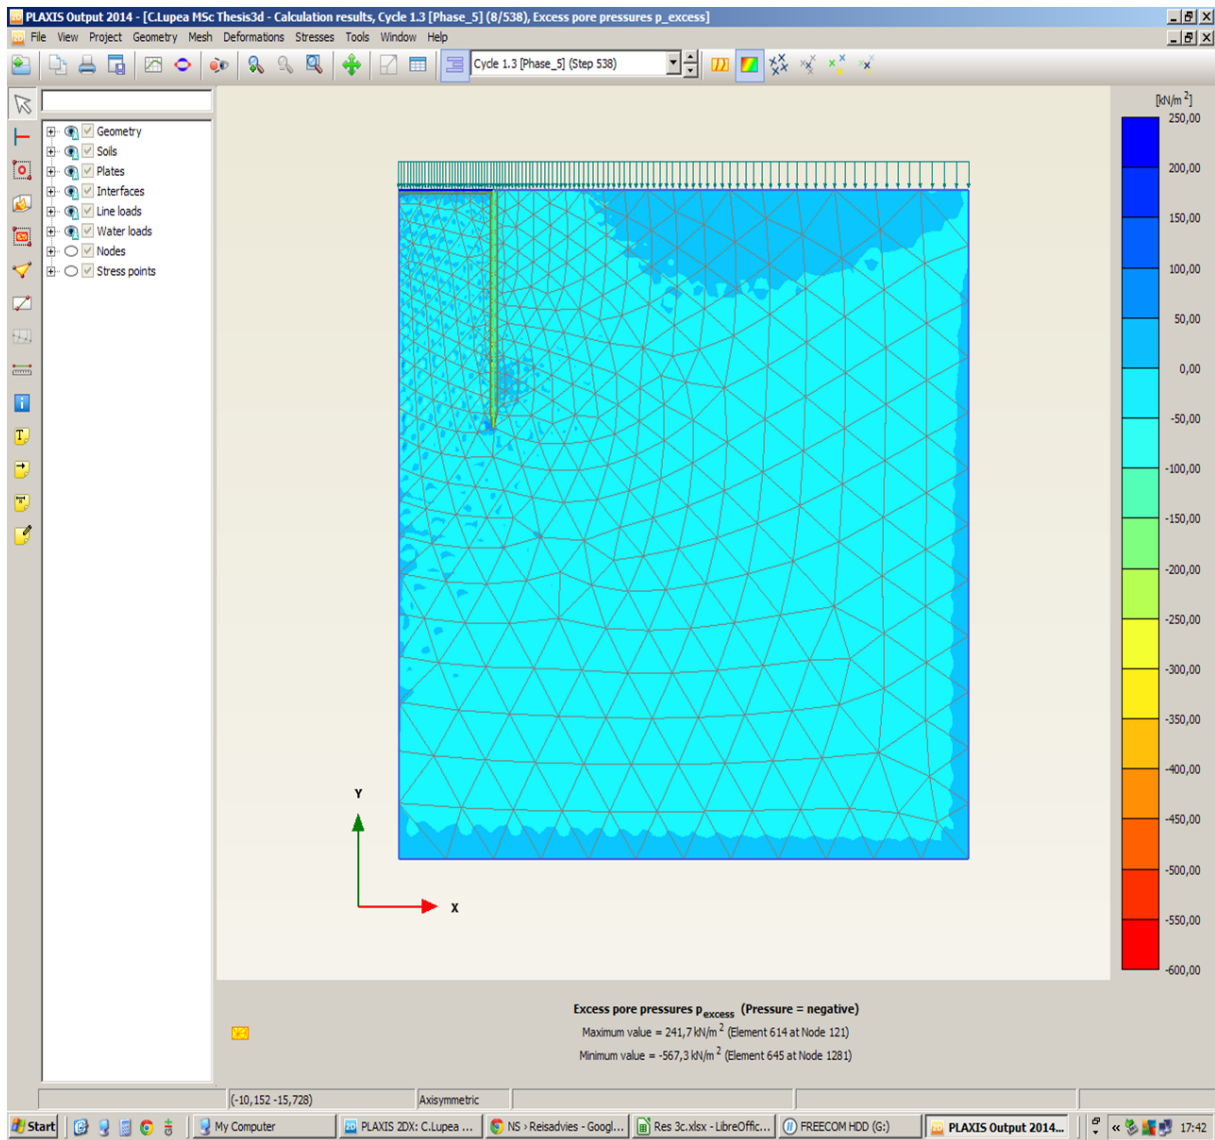 PLAXIS Output 2014 - [C.Lupea MSc Thesis3d - Calculation results, Cycle 1.3 [Phase_5] (8/538), Excess pore pressures p_excess]
File View Project Geometry Mesh Deformations Stresses Tools Window Help
Cycle 1.3 [Phase_5] (Step 538)
Geometry
Soils
Plates
Interfaces
Line loads
Water loads
Nodes
Stress points
[kN/m²]
250,00
200,00
150,00
100,00
50,00
0,00
-50,00
-100,00
-150,00
-200,00
-250,00
-300,00
-350,00
-400,00
-450,00
-500,00
-550,00
-600,00
Y
X
Excess pore pressures p_excess (Pressure = negative)
Maximum value = 241,7 kN/m² (Element 614 at Node 121)
Minimum value = -567,3 kN/m² (Element 645 at Node 1281)
(-10,152 -15,728) Axisymmetric
Start My Computer PLAXIS 2DX: C.Lupea ... NS > Reisadvies - Googl... Res 3c.xlsx - LibreOffic... FREECOM HDD (G:) PLAXIS Output 2014... « 17:42